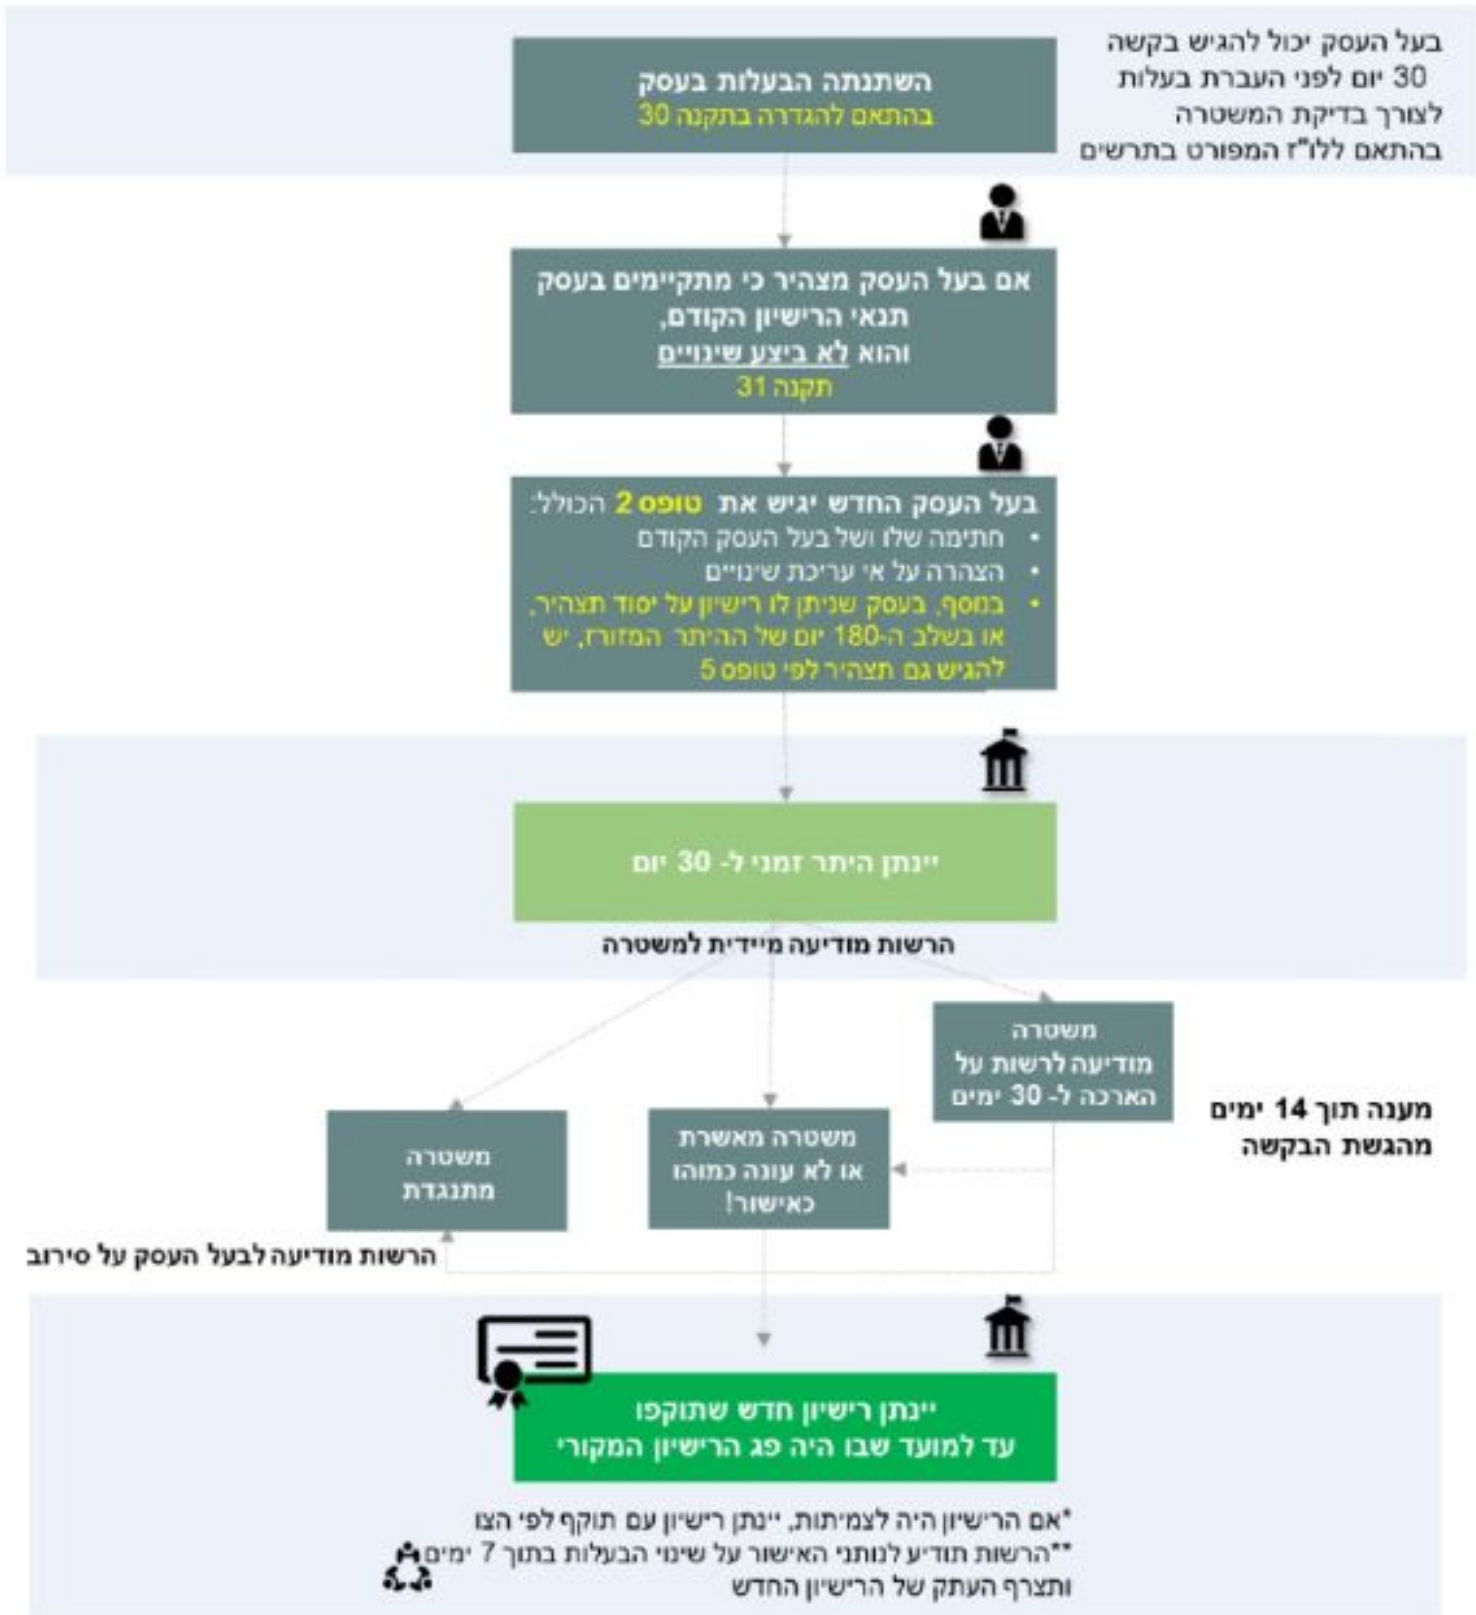 בעל העסק יכול להגיש בקשה
30 יום לפני העברת בעלות
לצורך בדיקת המשטרה
בהתאם ללו"ז המפורט בתרשים
השתנתה הבעלות בעסק
בהתאם להגדרה בתקנה 30
אם בעל העסק מצהיר כי מתקיימים בעסק
תנאי הרישיון הקודם,
והוא לא ביצע שינויים
תקנה 31
בעל העסק החדש יגיש את טופס 2 הכולל:
• חתימה שלו ושל בעל העסק הקודם
• הצהרה על אי עריכת שינויים
• בנוסף, בעסק שניתן לו רישיון על יסוד תצהיר,
או בשלב ה-180 יום של ההיתר המזורז, יש
להגיש גם תצהיר לפי טופס 5
יינתן היתר זמני ל- 30 יום
הרשות מודיעה מיידית למשטרה
משטרה
מודיעה לרשות על
הארכה ל- 30 ימים
מענה תוך 14 ימים
מהגשת הבקשה
משטרה מאשרת
או לא עונה כמוהו
כאישור!
משטרה
מתנגדת
הרשות מודיעה לבעל העסק על סירוב
יינתן רישיון חדש שתוקפו
עד למועד שבו היה פג הרישיון המקורי
*אם הרישיון היה לצמיתות, יינתן רישיון עם תוקף לפי הצו
**הרשות תודיע לנותני האישור על שינוי הבעלות בתוך 7 ימים
ותצרף העתק של הרישיון החדש